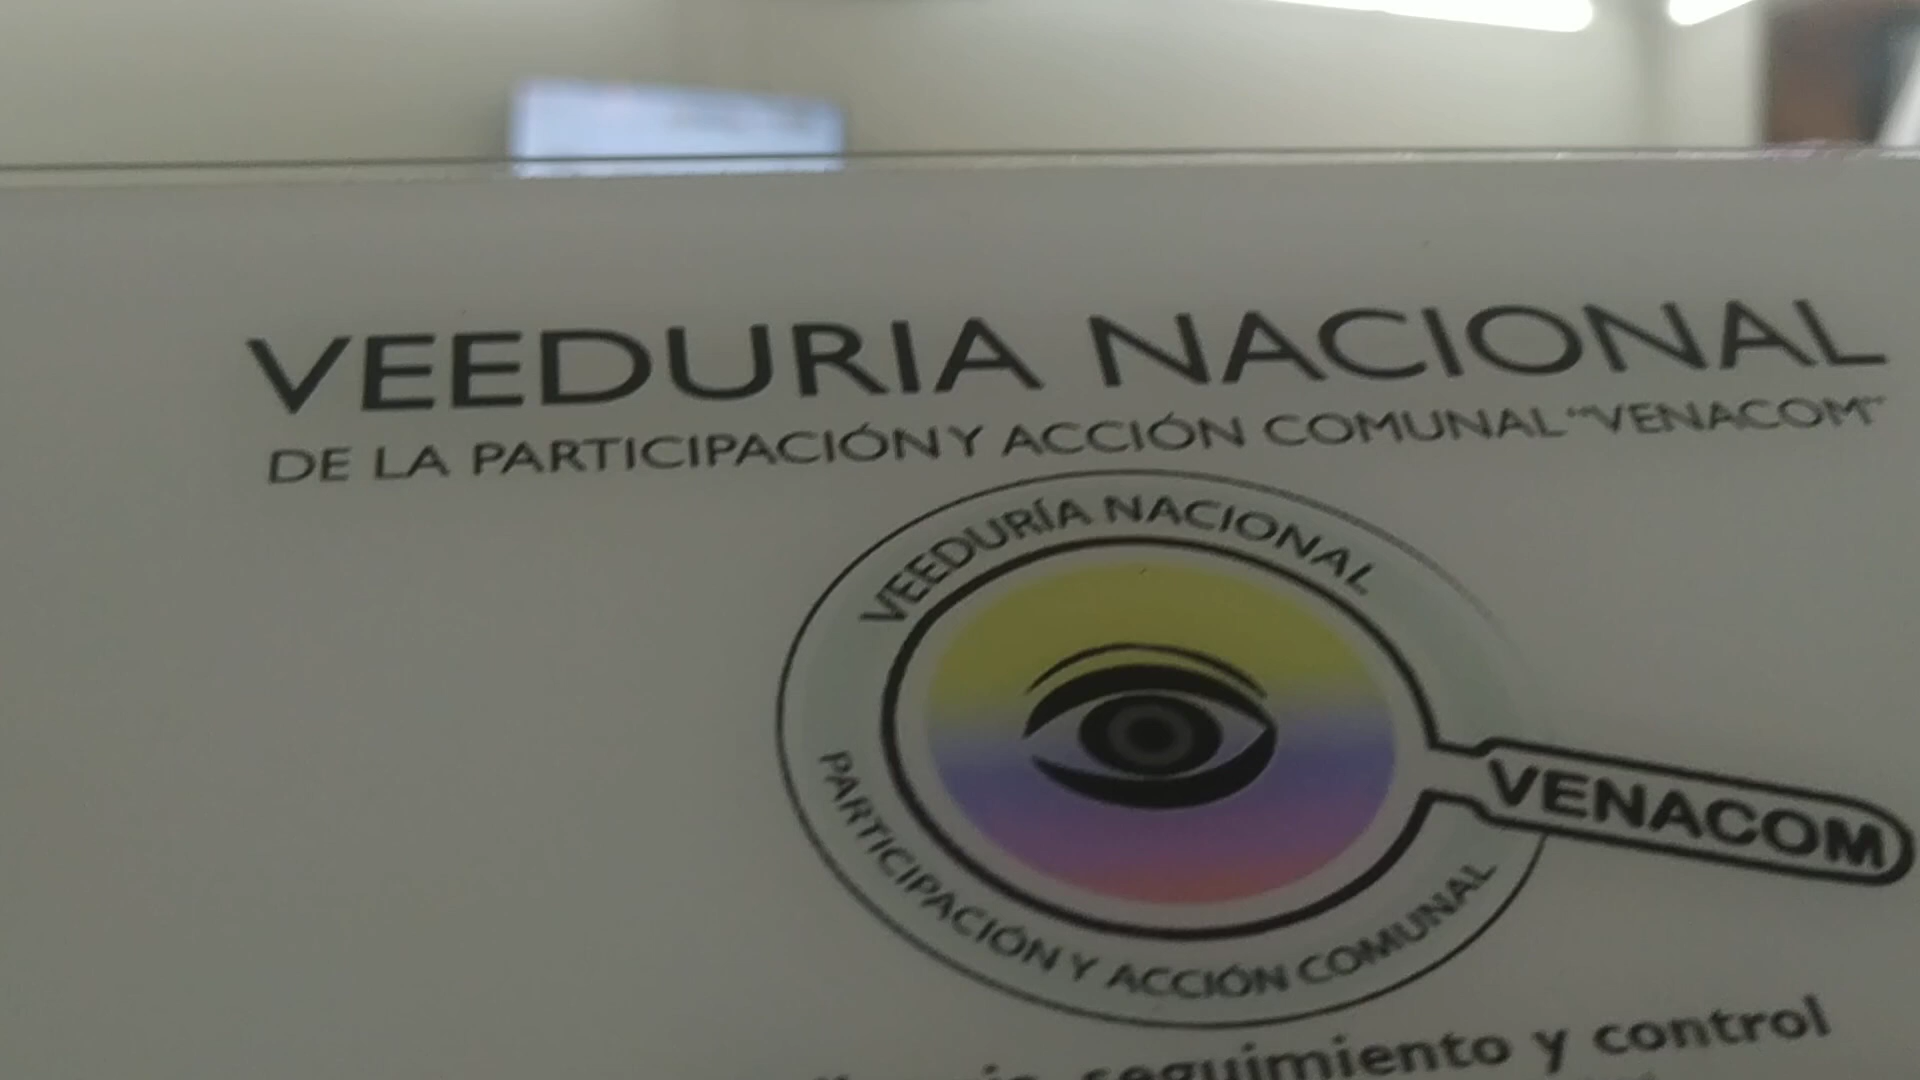 VEEDURIA NACIONAL
DE LA PARTICIPACIÓN Y ACCIÓN COMUNAL "VENACOM"
VEEDURÍA NACIONAL
VENACOM
PARTICIPACIÓN Y ACCIÓN COMUNAL
seguimiento y control